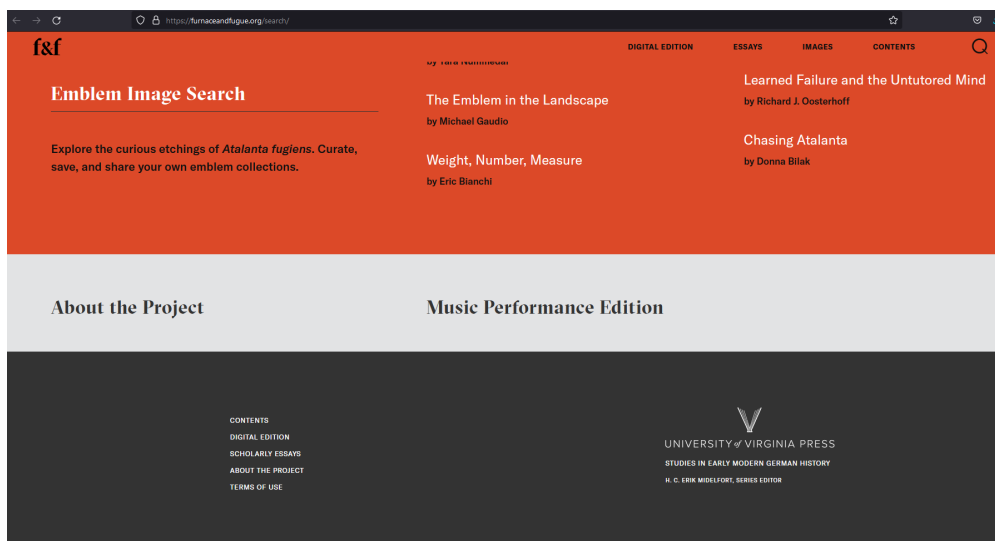 https://furnaceandfugue.org/search/
f&f
DIGITAL EDITION
ESSAYS
IMAGES
CONTENTS
Emblem Image Search
Explore the curious etchings of Atalanta fugiens. Curate,
save, and share your own emblem collections.
by Tara Nummedal
The Emblem in the Landscape
by Michael Gaudio
Weight, Number, Measure
by Eric Bianchi
Learned Failure and the Untutored Mind
by Richard J. Oosterhoff
Chasing Atalanta
by Donna Bilak
About the Project
Music Performance Edition
CONTENTS
DIGITAL EDITION
SCHOLARLY ESSAYS
ABOUT THE PROJECT
TERMS OF USE
UNIVERSITY of VIRGINIA PRESS
STUDIES IN EARLY MODERN GERMAN HISTORY
H. C. ERIK MIDELFORT, SERIES EDITOR